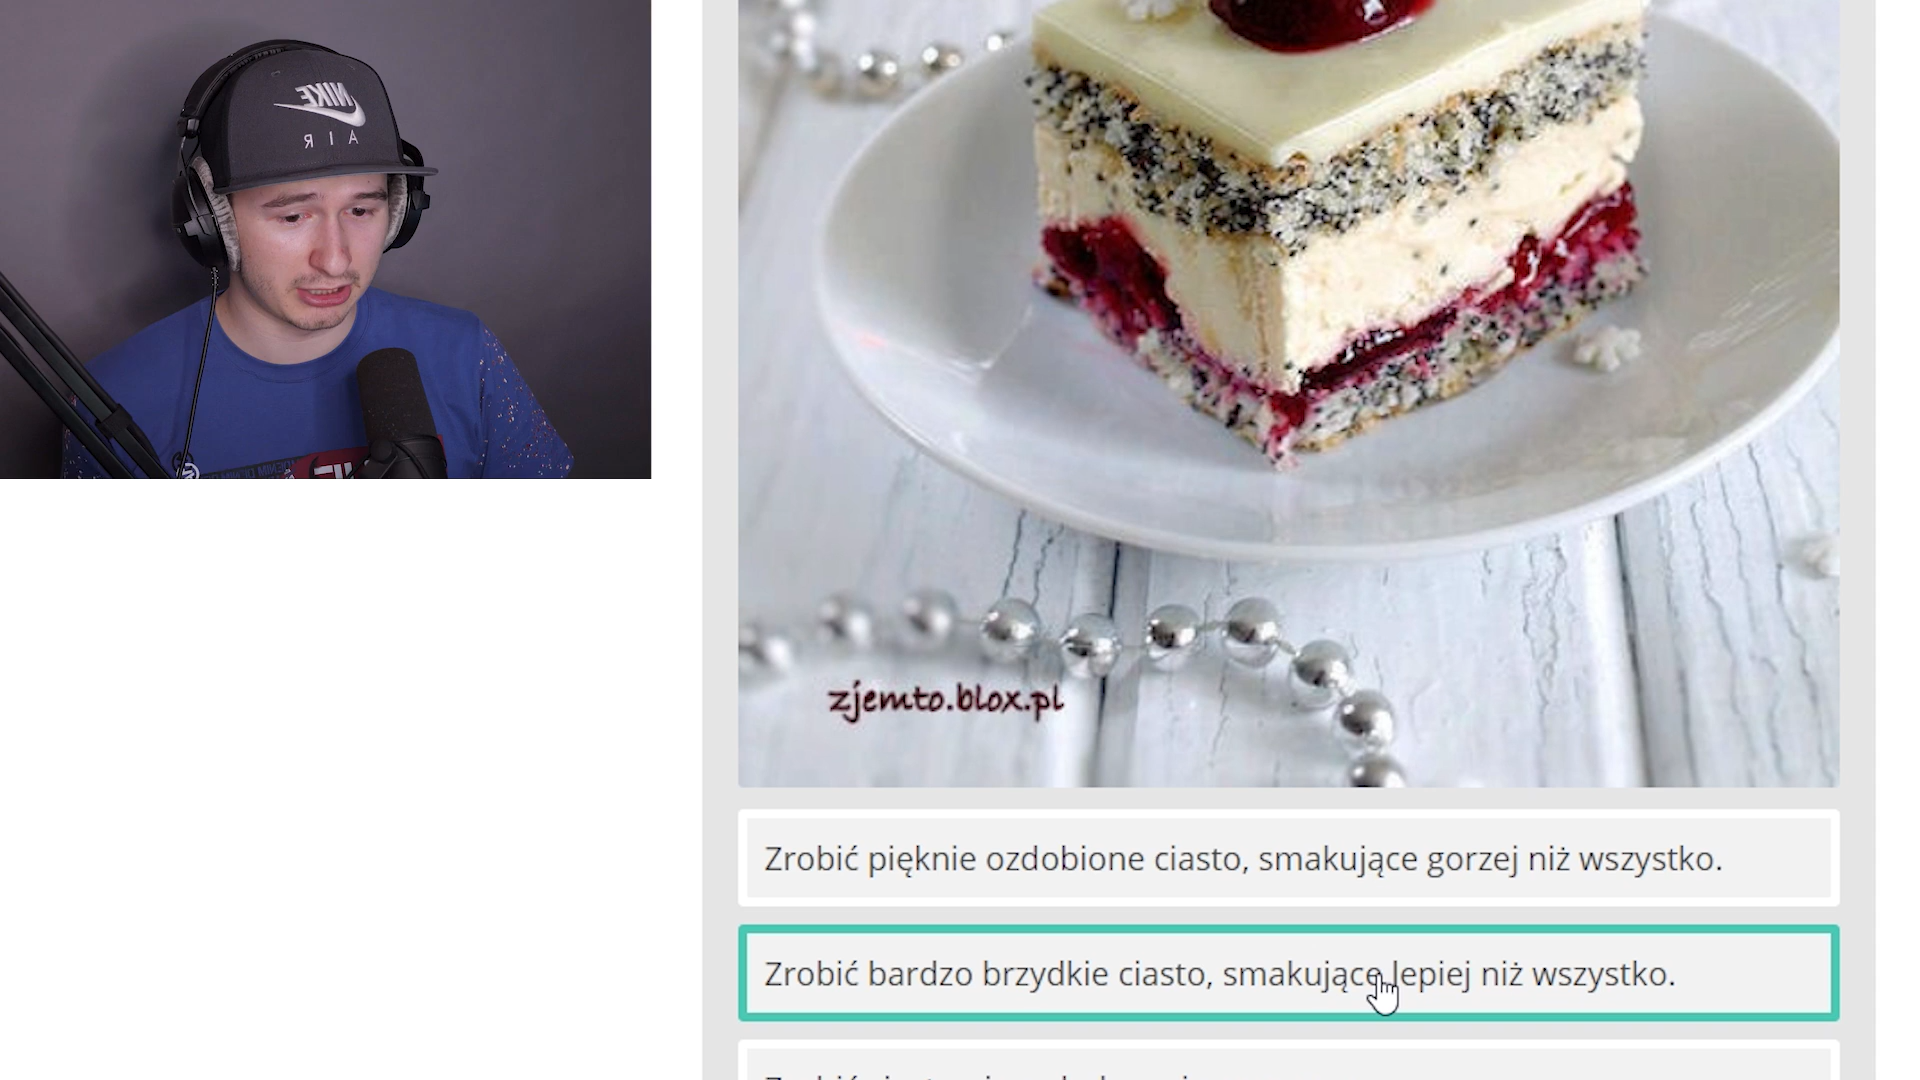 NIKE
AIR
zjemto.blox.pl
Zrobić pięknie ozdobione ciasto, smakujące gorzej niż wszystko.
Zrobić bardzo brzydkie ciasto, smakujące lepiej niż wszystko.